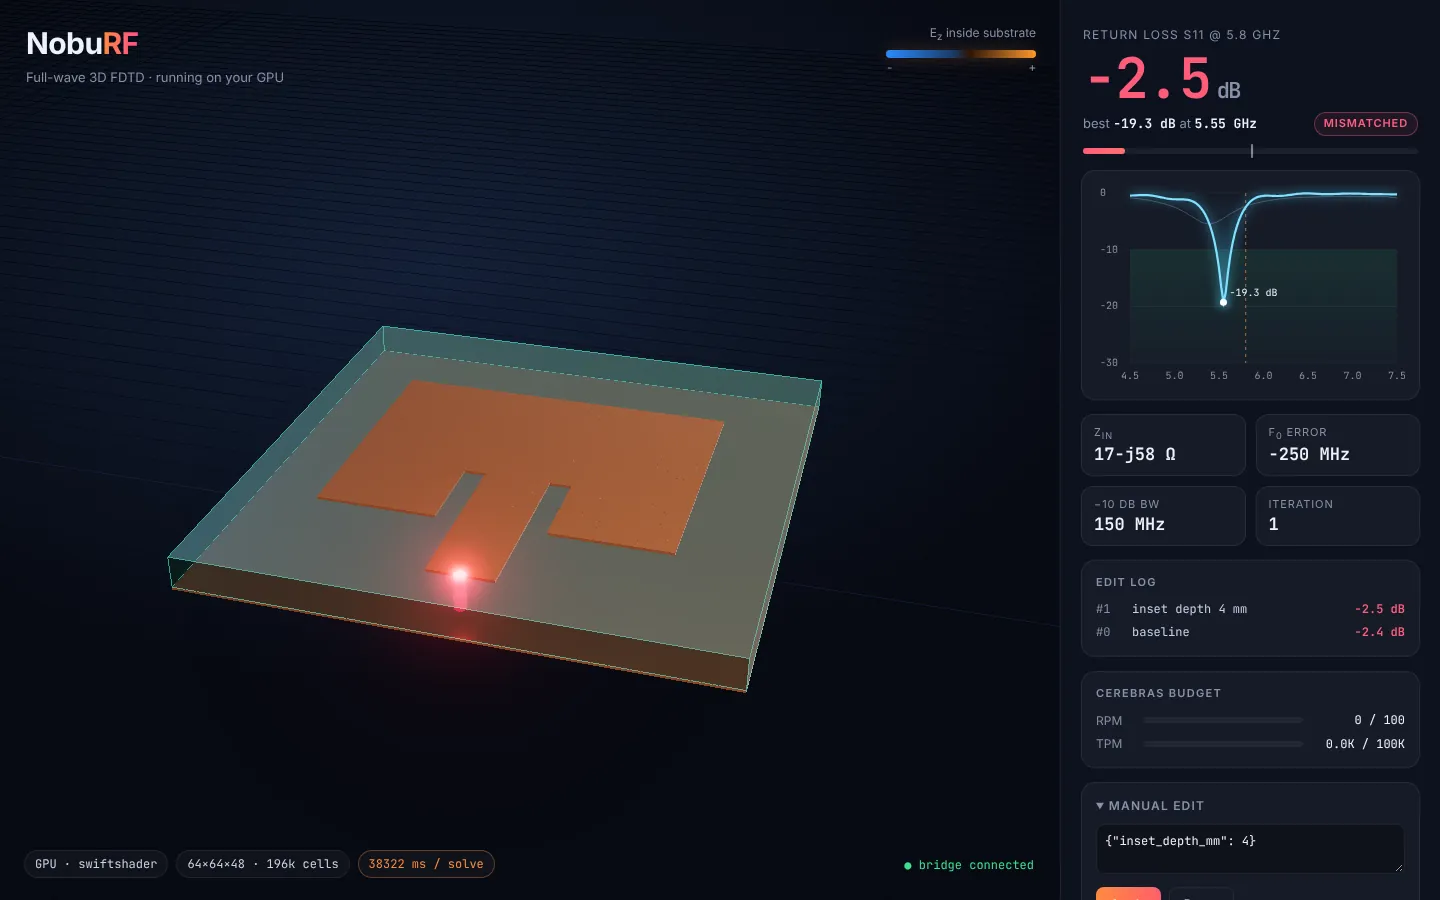 NobuRF
Full-wave 3D FDTD · running on your GPU
Ez inside substrate
- +
RETURN LOSS S11 @ 5.8 GHZ
-2.5 dB
best -19.3 dB at 5.55 GHz
MISMATCHED
0
-10
-20
-30
-19.3 dB
4.5 5.0 5.5 6.0 6.5 7.0 7.5
ZIN
17-j58 Ω
F0 ERROR
-250 MHz
−10 DB BW
150 MHz
ITERATION
1
EDIT LOG
#1 inset depth 4 mm -2.5 dB
#0 baseline -2.4 dB
CEREBRAS BUDGET
RPM 0 / 100
TPM 0.0K / 100K
▼ MANUAL EDIT
{"inset_depth_mm": 4}
GPU · swiftshader
64×64×48 · 196k cells
38322 ms / solve
● bridge connected